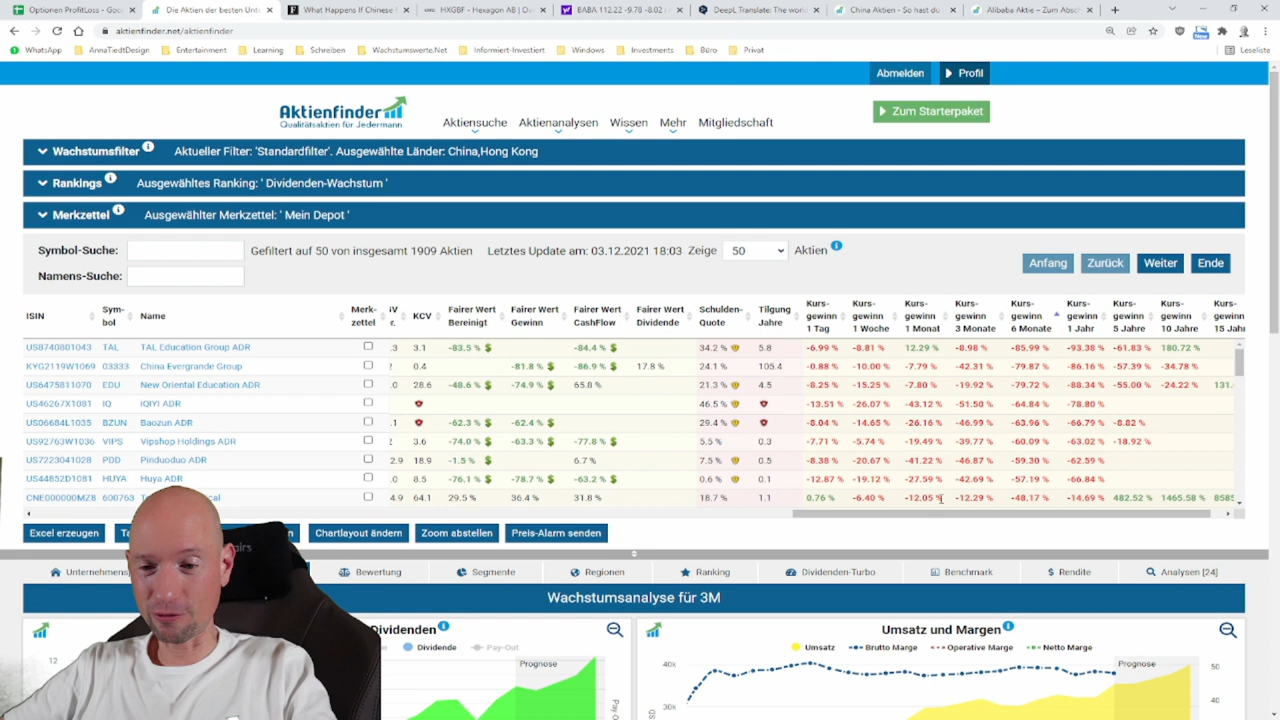 Optionen ProfitLoss - Goo
Die Aktien der besten Unt
What Happens If Chinese
HXGBF - Hexagon AB | De
BABA 112.22 -9.78 -8.02
DeepL Translate: The worl
China Aktien - So hast du
Alibaba Aktie – Zum Absc
aktienfinder.net/aktienfinder
WhatsApp
AnnaTiedtDesign
Entertainment
Learning
Schreiben
WachstumswerteNet
Informiert-Investiert
Windows
Investments
Büro
Privat
Leseliste
Abmelden
Profil
Aktienfinder
Qualitätsaktien für Jedermann
Aktiensuche
Aktienanalysen
Wissen
Mehr
Mitgliedschaft
Zum Starterpaket
Wachstumsfilter Aktueller Filter: 'Standardfilter'. Ausgewählte Länder: China,Hong Kong
Rankings Ausgewähltes Ranking: ' Dividenden-Wachstum '
Merkzettel Ausgewählter Merkzettel: ' Mein Depot '
Symbol-Suche: Gefiltert auf 50 von insgesamt 1909 Aktien Letztes Update am: 03.12.2021 18:03 Zeige 50 Aktien
Namens-Suche:
Anfang Zurück Weiter Ende
ISIN Sym-bol Name Merk-zettel KCV Fairer Wert Bereinigt Fairer Wert Gewinn Fairer Wert CashFlow Fairer Wert Dividende Schulden-Quote Tilgung Jahre Kurs-gewinn 1 Tag Kurs-gewinn 1 Woche Kurs-gewinn 1 Monat Kurs-gewinn 3 Monate Kurs-gewinn 6 Monate Kurs-gewinn 1 Jahr Kurs-gewinn 5 Jahre Kurs-gewinn 10 Jahre Kurs-gewinn 15 Jahr
US8740801043 TAL TAL Education Group ADR .3 3.1 -83,5 % $ -84.4 % $ 34.2 % 5.8 -6.99 % -8.81 % 12.29 % -8.98 % -85.99 % -93.38 % -61.83 % 180.72 %
KYG2119W1069 03333 China Evergrande Group 0.4 -81.8 % $ -86.9 % $ 17.8 % 24.1 % 105.4 -0.88 % -10.00 % -7.79 % -42.31 % -79.87 % -86.16 % -57.39 % -34.78 %
US6475811070 EDU New Oriental Education ADR .0 28.6 -48.6 % $ -74.9 % $ 65.8 % 21.3 % 4.5 -8.25 % -15.25 % -7.80 % -19.92 % -79.72 % -88.34 % -55.00 % -24.22 % 131.
US46267X1081 IQ IQIYI ADR 46.5 % -13.51 % -26.07 % -43.12 % -51.50 % -64.84 % -78.80 %
US06684L1035 BZUN Baozun ADR .1 -62.3 % $ -62.4 % $ 29.4 % -8.04 % -14.65 % -26.16 % -46.99 % -63.96 % -66.79 % -8.82 %
US92763W1036 VIPS Vipshop Holdings ADR 2 3.6 -74.0 % $ -63.3 % $ -77.8 % $ 5.5 % 0.3 -7.71 % -5.74 % -19.49 % -39.77 % -60.09 % -63.02 % -18.92 %
US7223041028 PDD Pinduoduo ADR 2.9 18.9 -1.5 % $ 6.7 % 7.5 % 0.5 -8.38 % -20.67 % -41.22 % -46.87 % -59.30 % -62.59 %
US44852D1081 HUYA Huya ADR .0 8.5 -76.1 % $ -78.7 % $ -63.2 % $ 0.6 % 0.1 -12.87 % -19.12 % -27.59 % -42.69 % -57.19 % -66.84 %
CNE000000MZ8 600763 4.9 64.1 29.5 % 36.4 % 31.8 % 18.7 % 1.1 0.76 % -6.40 % -12.05 % -12.29 % -48.17 % -14.69 % 482.52 % 1465.58 % 8585
Excel erzeugen
Chartlayout ändern
Zoom abstellen
Preis-Alarm senden
Unternehmens
Bewertung
Segmente
Regionen
Ranking
Dividenden-Turbo
Benchmark
Rendite
Analysen [24]
Wachstumsanalyse für 3M
Dividenden
Dividende
Pay-Out
12
Prognose
Umsatz und Margen
Umsatz
Brutto Marge
Operative Marge
Netto Marge
40k
30k
Prognose
50
40